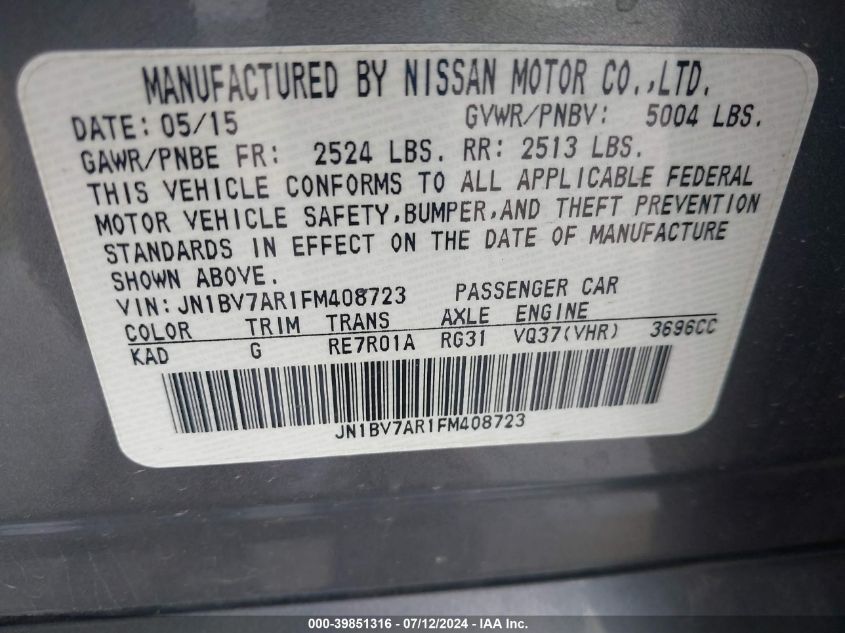 MANUFACTURED BY NISSAN MOTOR CO.,LTD.
DATE: 05/15 GVWR/PNBV: 5004 LBS.
GAWR/PNBE FR: 2524 LBS. RR: 2513 LBS.
THIS VEHICLE CONFORMS TO ALL APPLICABLE FEDERAL
MOTOR VEHICLE SAFETY,BUMPER,AND THEFT PREVENTION
STANDARDS IN EFFECT ON THE DATE OF MANUFACTURE
SHOWN ABOVE.
VIN: JN1BV7AR1FM408723 PASSENGER CAR
COLOR TRIM TRANS AXLE ENGINE
KAD G RE7R01A RG31 VQ37(VHR) 3696CC
JN1BV7AR1FM408723
000-39851316 - 07/12/2024 - IAA Inc.